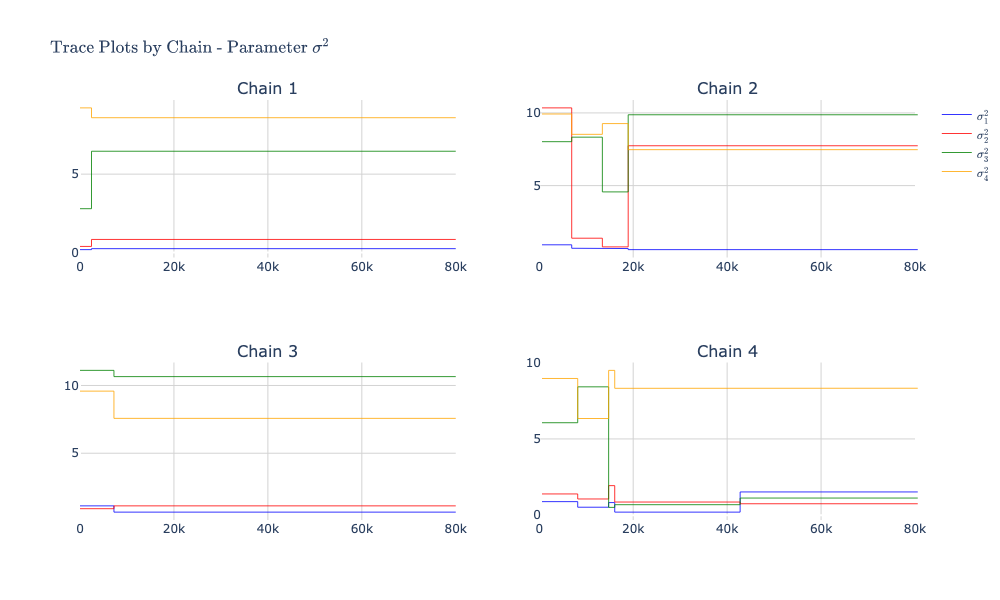 Trace Plots by Chain - Parameter σ²
Chain 1
5
0
0 20k 40k 60k 80k
Chain 2
10
5
0 20k 40k 60k 80k
σ₁²
σ₂²
σ₃²
σ₄²
Chain 3
10
5
0 20k 40k 60k 80k
Chain 4
10
5
0
0 20k 40k 60k 80k